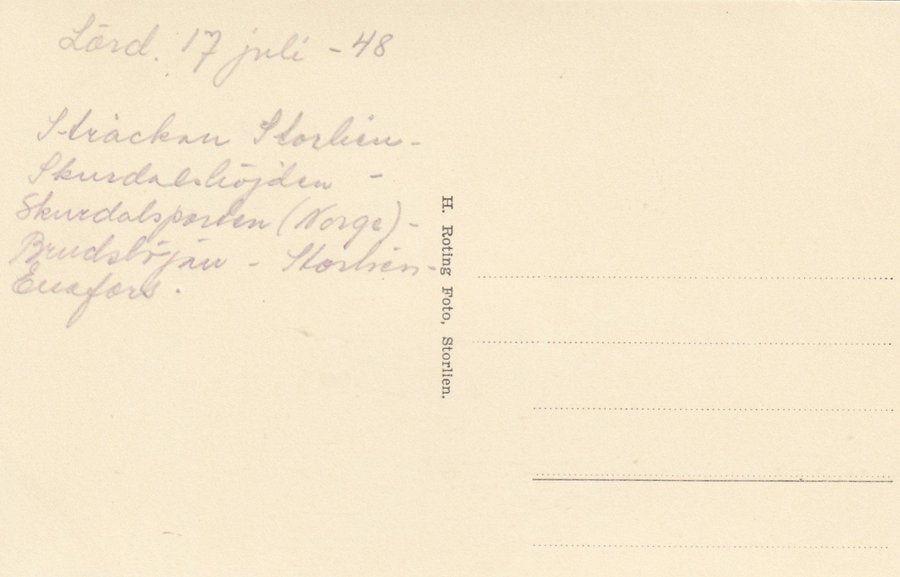 Lörd. 17 juli - 48
Sträckan Storlien -
Skurdalshöjden -
Skurdalsporten (Norge) -
Brudslöjan - Storlien -
Enafors.
H. Roting Foto, Storlien.